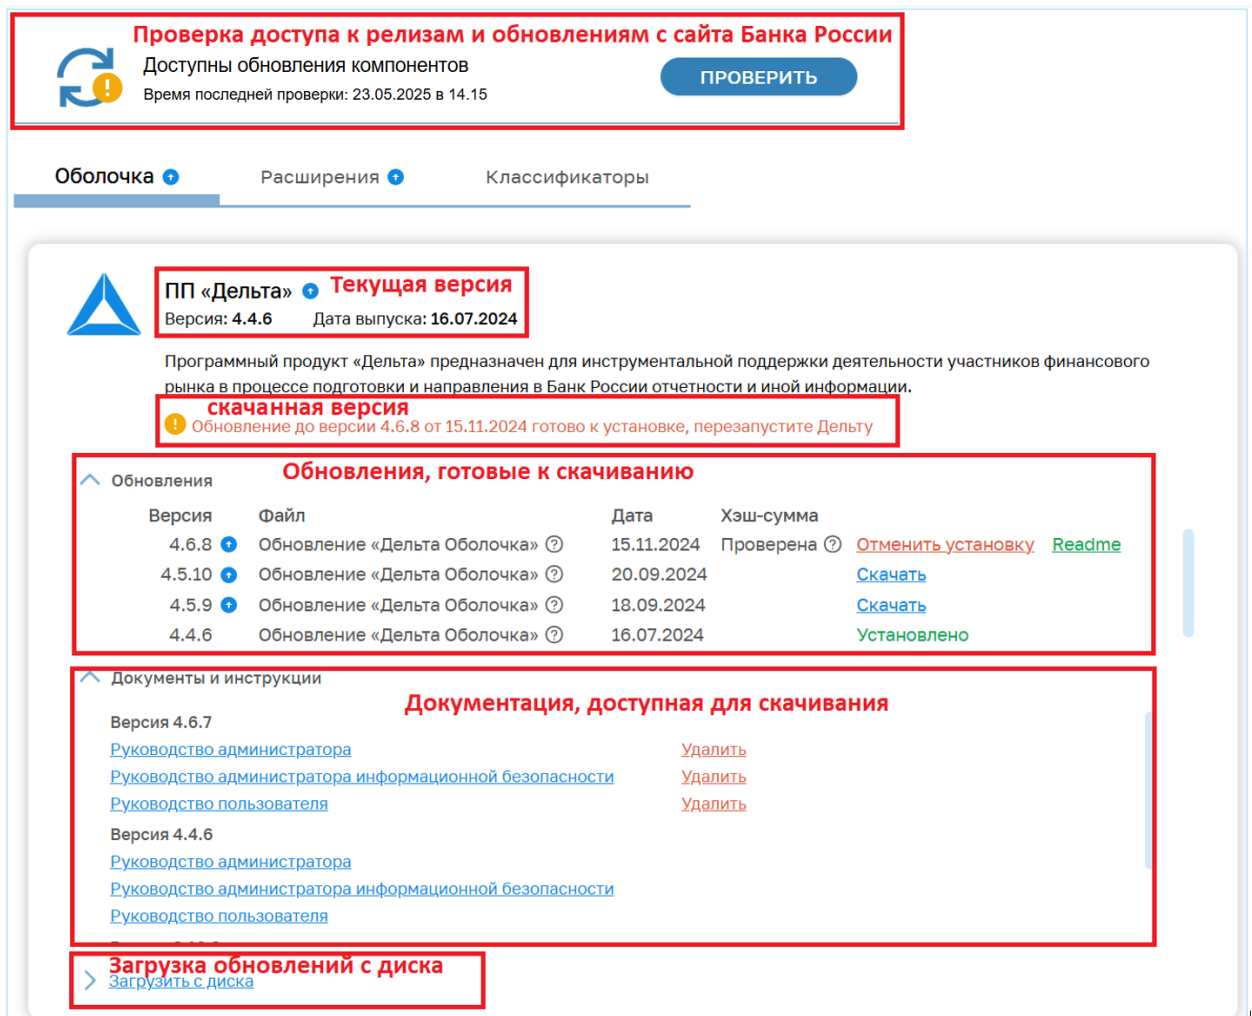 Проверка доступа к релизам и обновлениям с сайта Банка России
Доступны обновления компонентов
Время последней проверки: 23.05.2025 в 14.15
ПРОВЕРИТЬ
Оболочка Расширения Классификаторы
ПП «Дельта» Текущая версия
Версия: 4.4.6 Дата выпуска: 16.07.2024
Программный продукт «Дельта» предназначен для инструментальной поддержки деятельности участников финансового
рынка в процессе подготовки и направления в Банк России отчетности и иной информации.
скачанная версия
! Обновление до версии 4.6.8 от 15.11.2024 готово к установке, перезапустите Дельту
Обновления, готовые к скачиванию
Обновления
Версия Файл Дата Хэш-сумма
4.6.8 Обновление «Дельта Оболочка» ? 15.11.2024 Проверена ? Отменить установку Readme
4.5.10 Обновление «Дельта Оболочка» ? 20.09.2024 Скачать
4.5.9 Обновление «Дельта Оболочка» ? 18.09.2024 Скачать
4.4.6 Обновление «Дельта Оболочка» ? 16.07.2024 Установлено
Документы и инструкции
Документация, доступная для скачивания
Версия 4.6.7
Руководство администратора Удалить
Руководство администратора информационной безопасности Удалить
Руководство пользователя Удалить
Версия 4.4.6
Руководство администратора
Руководство администратора информационной безопасности
Руководство пользователя
Загрузка обновлений с диска
Загрузить с диска